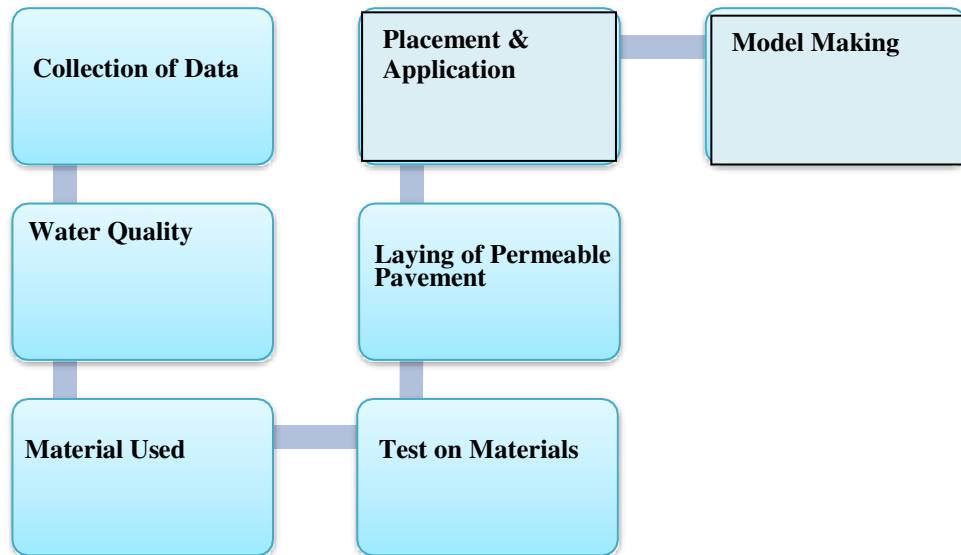 Collection of Data
Water Quality
Material Used
Test on Materials
Laying of Permeable
Pavement
Placement &
Application
Model Making